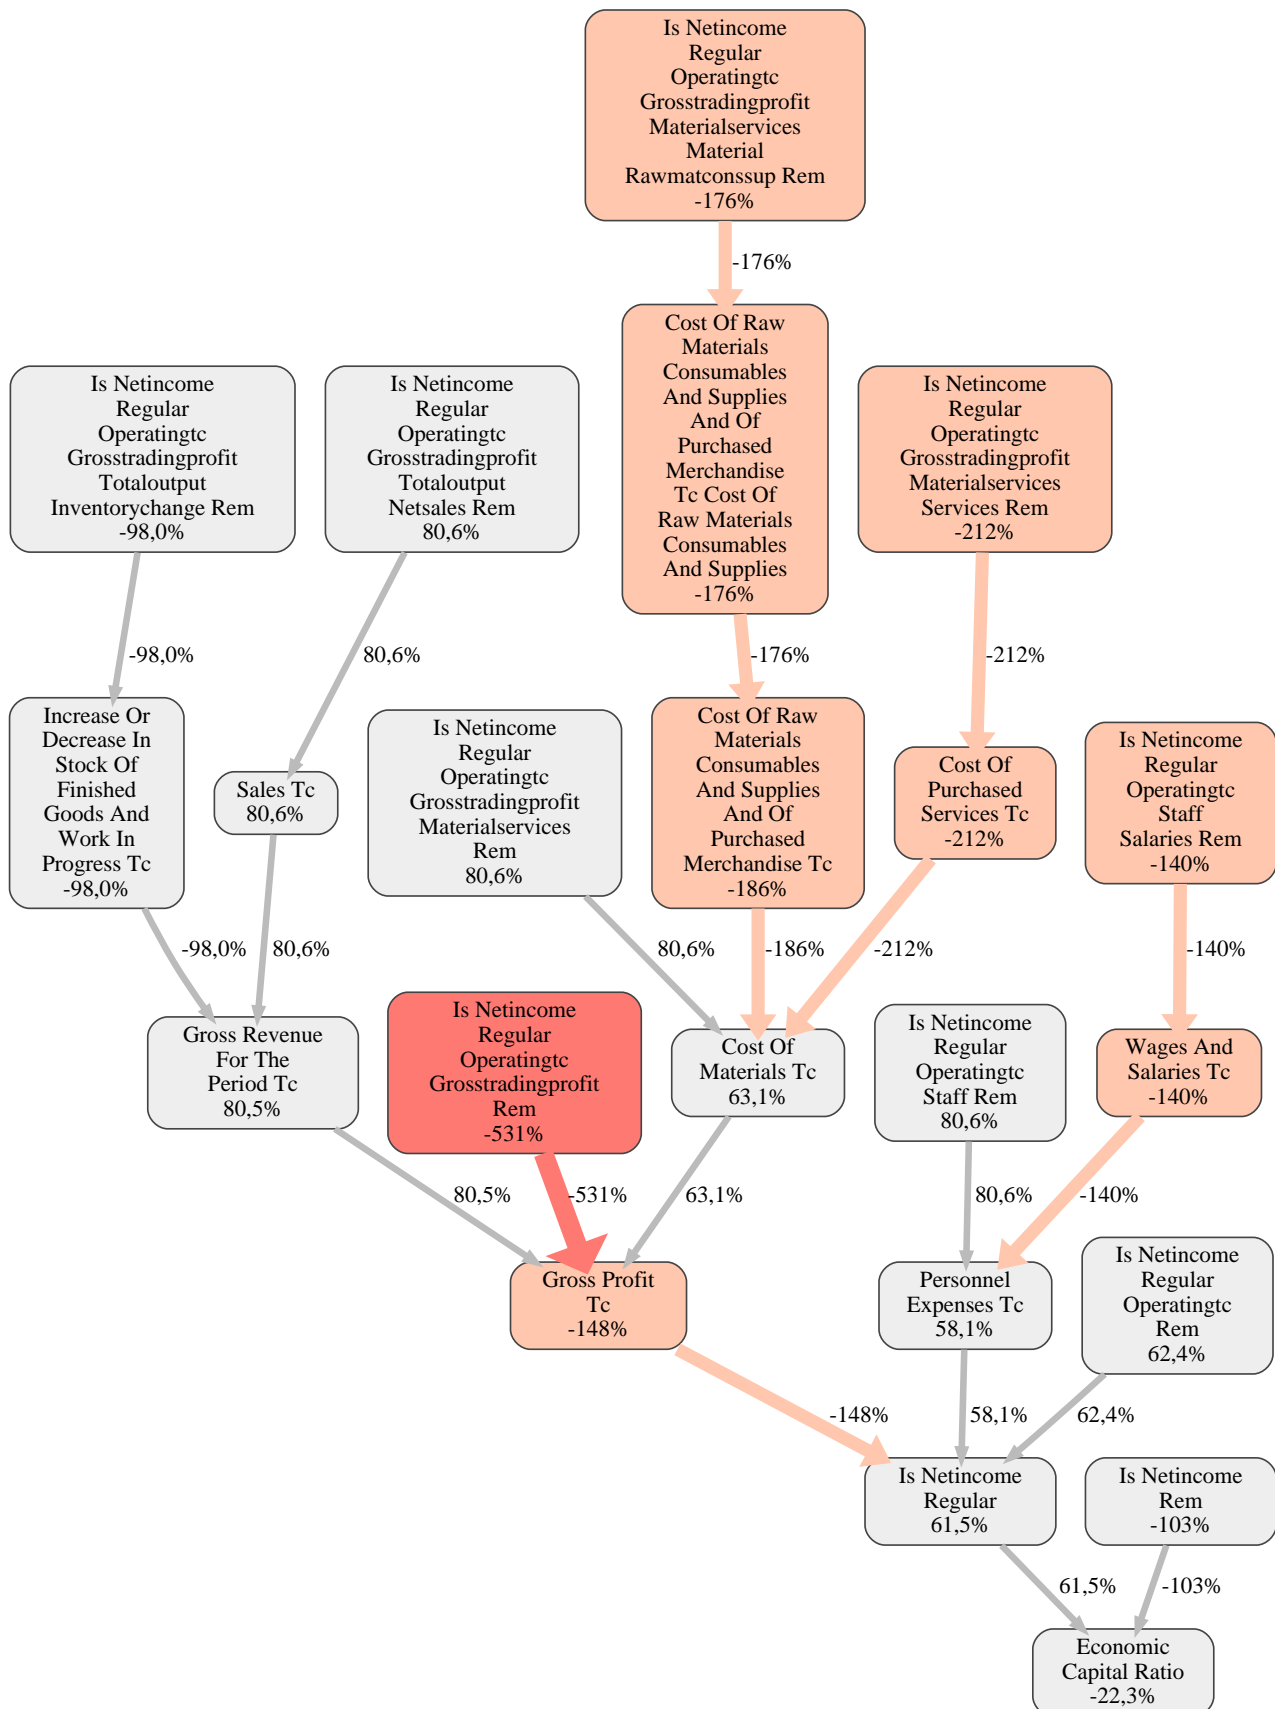 Is Netincome
Regular
Operatingtc
Grosstradingprofit
Materialservices
Material
Rawmatconssup Rem
-176%
-176%
Cost Of Raw
Materials
Consumables
And Supplies
And Of
Purchased
Merchandise
Tc Cost Of
Raw Materials
Consumables
And Supplies
-176%
Is Netincome
Regular
Operatingtc
Grosstradingprofit
Totaloutput
Inventorychange Rem
-98,0%
Is Netincome
Regular
Operatingtc
Grosstradingprofit
Totaloutput
Netsales Rem
80,6%
Is Netincome
Regular
Operatingtc
Grosstradingprofit
Materialservices
Services Rem
-212%
-98,0%
80,6%
-176%
-212%
Increase Or
Decrease In
Stock Of
Finished
Goods And
Work In
Progress Tc
-98,0%
Sales Tc
80,6%
Is Netincome
Regular
Operatingtc
Grosstradingprofit
Materialservices
Rem
80,6%
Cost Of Raw
Materials
Consumables
And Supplies
And Of
Purchased
Merchandise Tc
-186%
Cost Of
Purchased
Services Tc
-212%
Is Netincome
Regular
Operatingtc
Staff
Salaries Rem
-140%
-98,0%
80,6%
80,6%
-186%
-212%
-140%
Gross Revenue
For The
Period Tc
80,5%
Is Netincome
Regular
Operatingtc
Grosstradingprofit
Rem
-531%
Cost Of
Materials Tc
63,1%
Is Netincome
Regular
Operatingtc
Staff Rem
80,6%
Wages And
Salaries Tc
-140%
80,5%
-531%
63,1%
80,6%
-140%
Gross Profit
Tc
-148%
Personnel
Expenses Tc
58,1%
Is Netincome
Regular
Operatingtc
Rem
62,4%
-148%
58,1%
62,4%
Is Netincome
Regular
61,5%
Is Netincome
Rem
-103%
61,5%
-103%
Economic
Capital Ratio
-22,3%